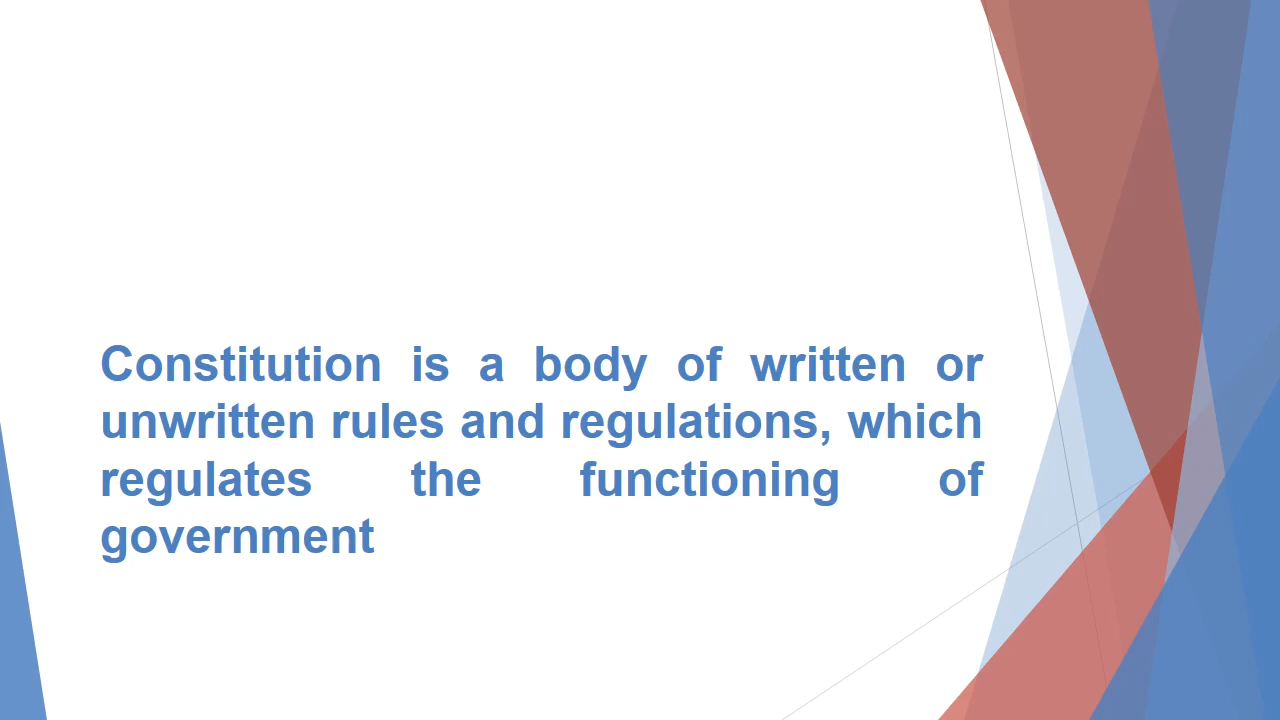 Constitution is a body of written or
unwritten rules and regulations, which
regulates the functioning of
government